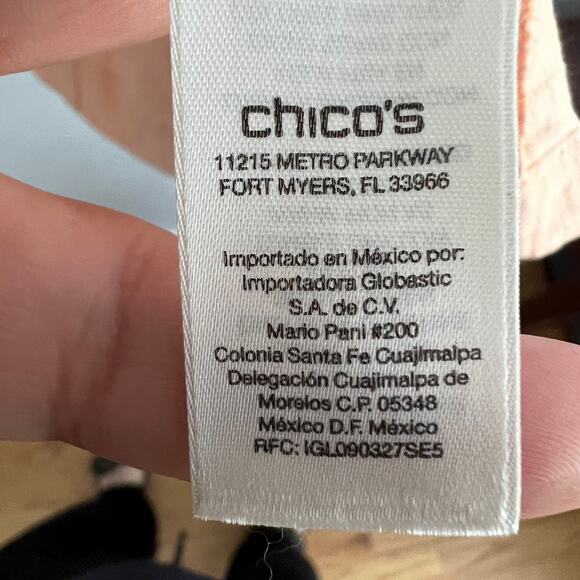 chico's
11215 METRO PARKWAY
FORT MYERS, FL 33966
Importado en México por:
Importadora Globastic
S.A. de C.V.
Mario Pani #200
Colonia Santa Fe Cuajimalpa
Delegación Cuajimalpa de
Morelos C.P. 05348
México D.F. México
RFC: IGL090327SE5